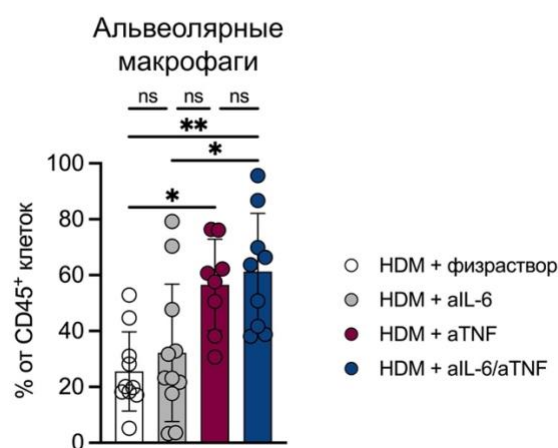 Альвеолярные
макрофаги
ns ns ns
**
*
*
% от CD45⁺ клеток
100
80
60
40
20
0
HDM + физраствор
HDM + aIL-6
HDM + aTNF
HDM + aIL-6/aTNF